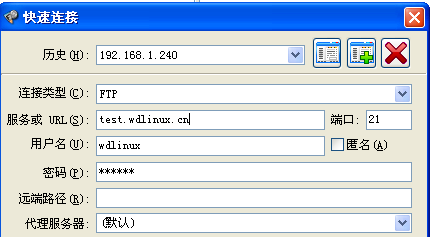 快速连接
历史(H): 192.168.1.240
连接类型(C): FTP
服务或 URL(S): test.wdlinux.cn 端口: 21
用户名(U): wdlinux 匿名(A)
密码(P): ******
远端路径(R):
代理服务器: (默认)